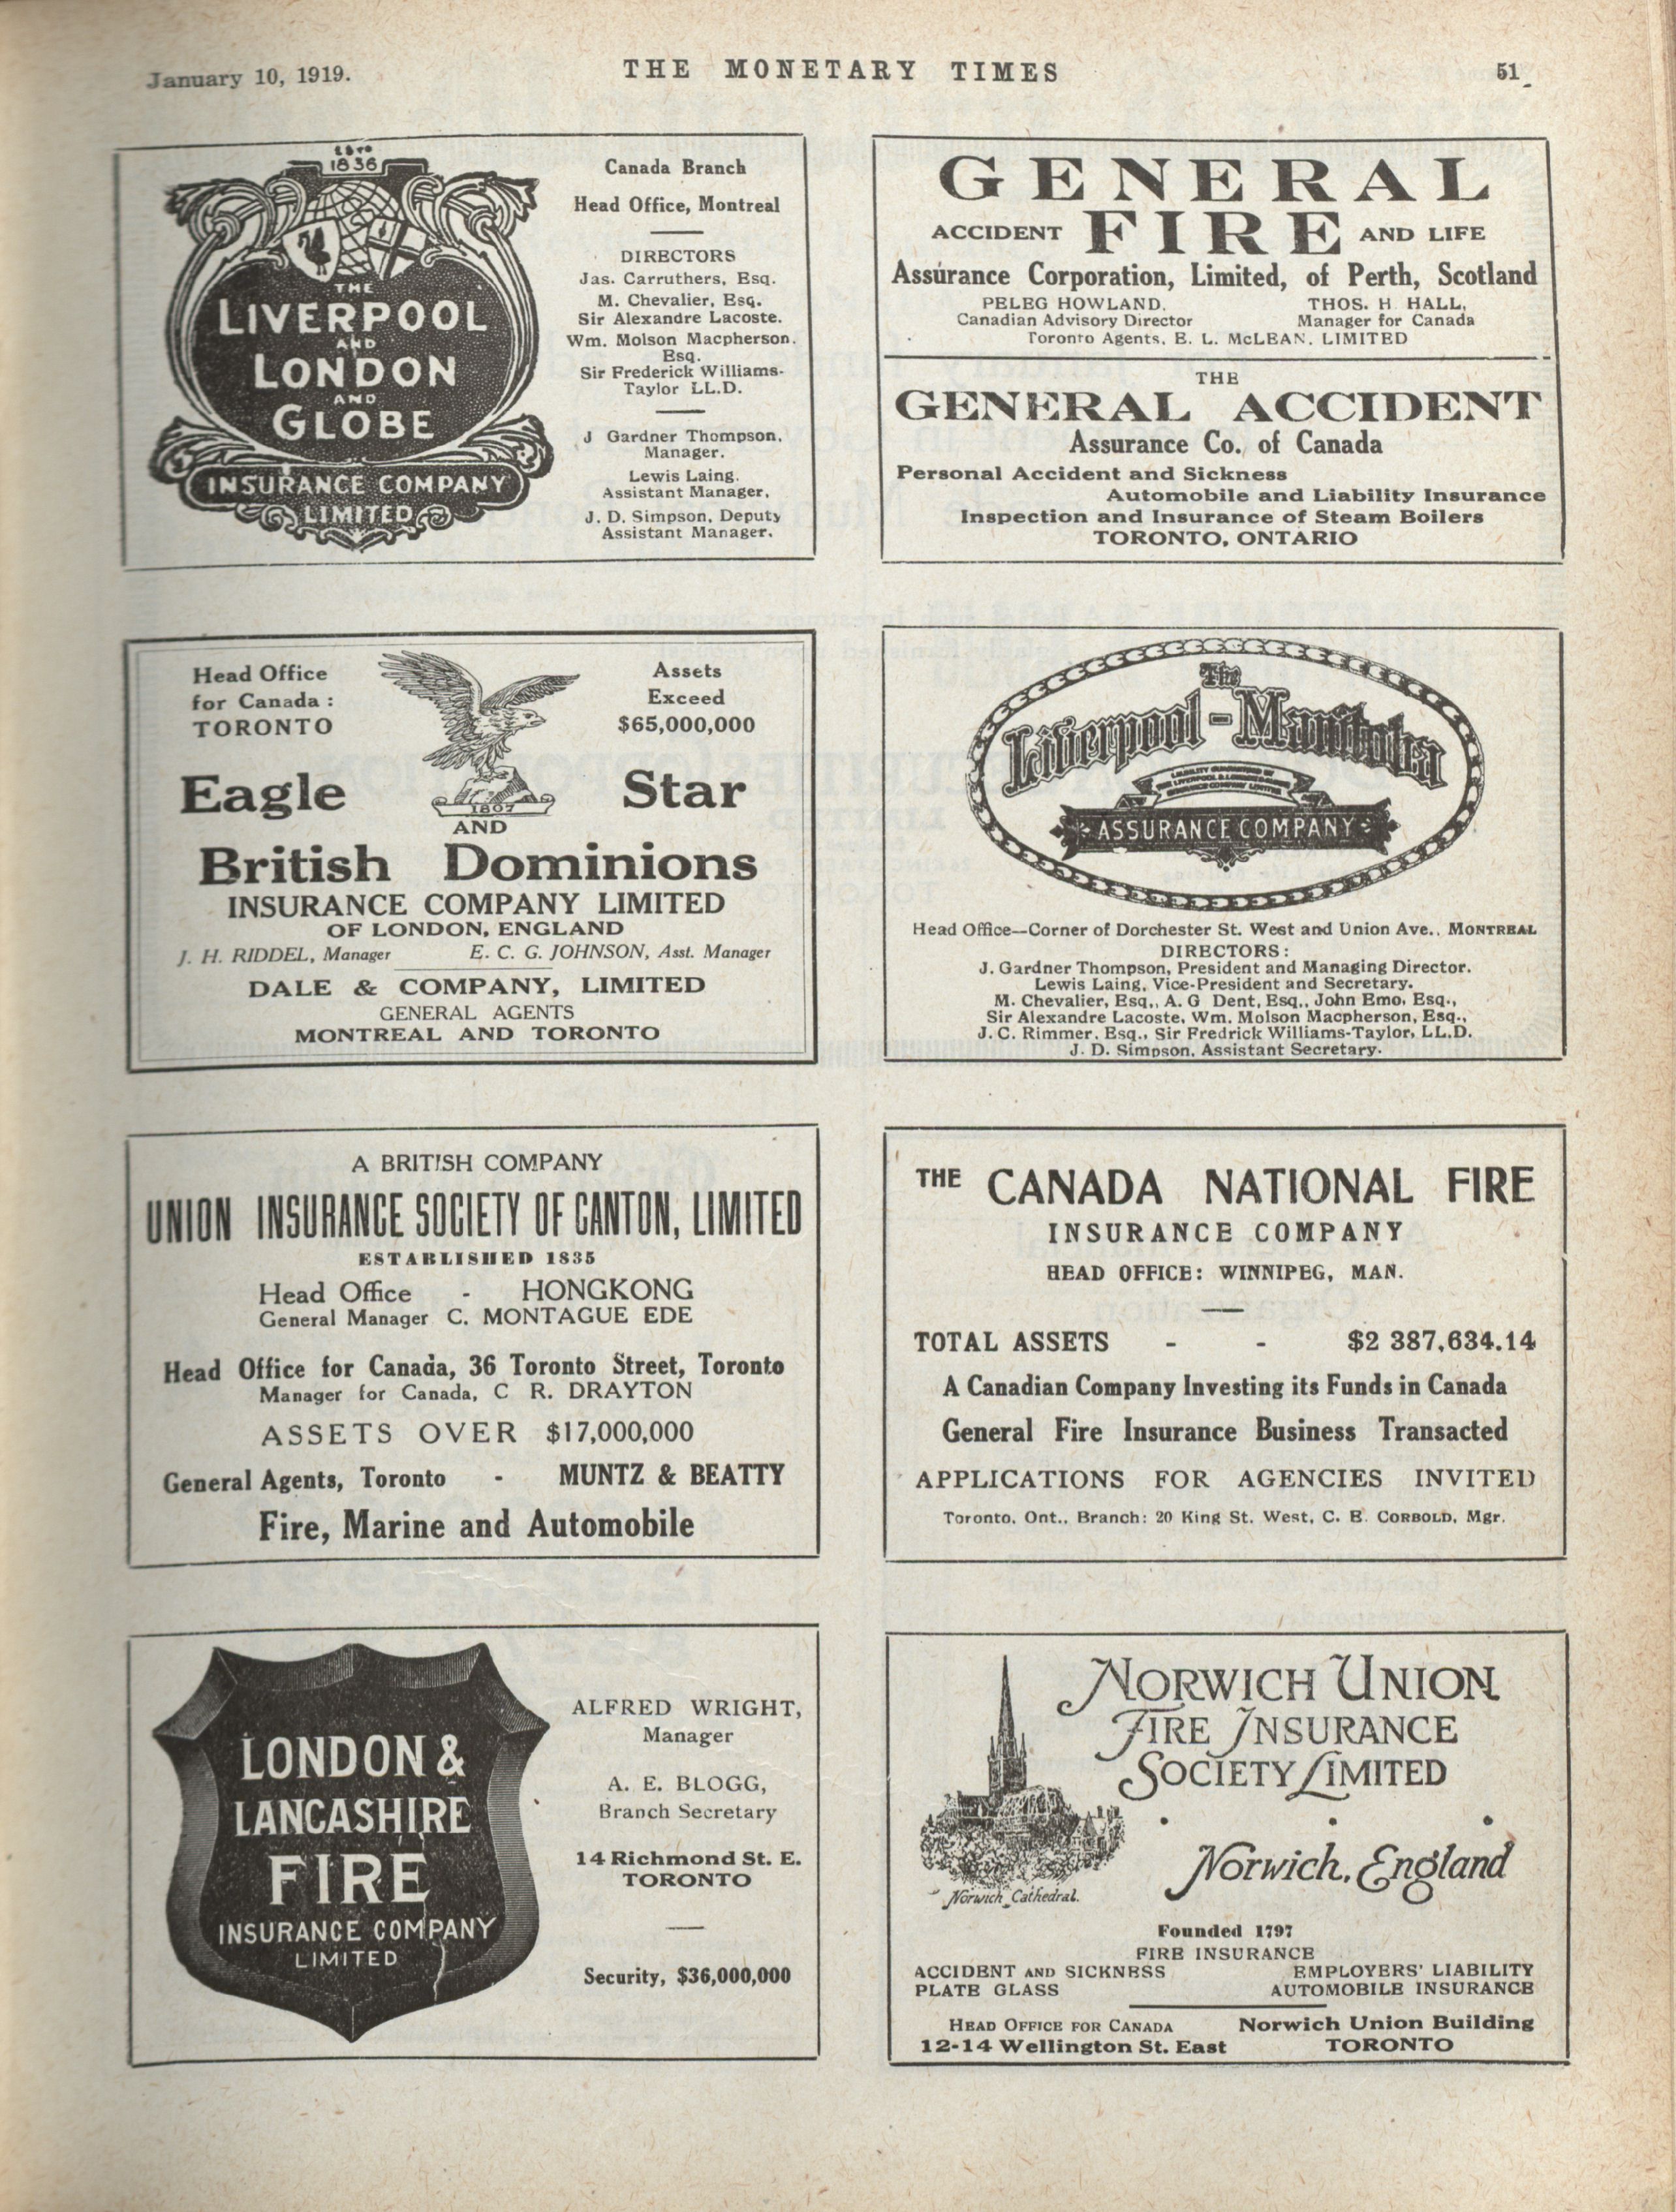 January 10, 1919.
THE MONETARY TIMES
51
ESTD
1836
THE
LIVERPOOL
AND
LONDON
AND
GLOBE
INSURANCE COMPANY
LIMITED
Canada Branch
Head Office, Montreal
DIRECTORS
Jas. Carruthers, Esq.
M. Chevalier, Esq.
Sir Alexandre Lacoste.
Wm. Molson Macpherson,
Esq.
Sir Frederick Williams-
Taylor LL.D.
J Gardner Thompson,
Manager.
Lewis Laing,
Assistant Manager,
J. D. Simpson, Deputy
Assistant Manager.
GENERAL
ACCIDENT FIRE AND LIFE
Assurance Corporation, Limited, of Perth, Scotland
PELEG HOWLAND, THOS. H. HALL,
Canadian Advisory Director Manager for Canada
Toronto Agents, E. L. McLEAN, LIMITED
THE
GENERAL ACCIDENT
Assurance Co. of Canada
Personal Accident and Sickness
Automobile and Liability Insurance
Inspection and Insurance of Steam Boilers
TORONTO, ONTARIO
Head Office
for Canada :
TORONTO
Assets
Exceed
$65,000,000
Eagle Star
1807
AND
British Dominions
INSURANCE COMPANY LIMITED
OF LONDON, ENGLAND
J. H. RIDDEL, Manager E. C. G. JOHNSON, Asst. Manager
DALE & COMPANY, LIMITED
GENERAL AGENTS
MONTREAL AND TORONTO
The
Liverpool-Manitoba
LIABILITY GUARANTEED BY
THE LIVERPOOL & LONDON & GLOBE
INSURANCE COMPANY LIMITED
ASSURANCE COMPANY
Head Office—Corner of Dorchester St. West and Union Ave., MONTREAL
DIRECTORS:
J. Gardner Thompson, President and Managing Director.
Lewis Laing, Vice-President and Secretary.
M. Chevalier, Esq., A. G Dent, Esq., John Emo, Esq.,
Sir Alexandre Lacoste, Wm. Molson Macpherson, Esq.,
J. C. Rimmer, Esq., Sir Fredrick Williams-Taylor, LL.D.
J. D. Simpson, Assistant Secretary.
A BRITISH COMPANY
UNION INSURANCE SOCIETY OF CANTON, LIMITED
ESTABLISHED 1835
Head Office - HONGKONG
General Manager C. MONTAGUE EDE
Head Office for Canada, 36 Toronto Street, Toronto
Manager for Canada, C R. DRAYTON
ASSETS OVER $17,000,000
General Agents, Toronto - MUNTZ & BEATTY
Fire, Marine and Automobile
THE CANADA NATIONAL FIRE
INSURANCE COMPANY
HEAD OFFICE: WINNIPEG, MAN.
TOTAL ASSETS - - $2 387,634.14
A Canadian Company Investing its Funds in Canada
General Fire Insurance Business Transacted
APPLICATIONS FOR AGENCIES INVITED
Toronto, Ont., Branch: 20 King St. West, C. E. CORBOLD, Mgr.
LONDON &
LANCASHIRE
FIRE
INSURANCE COMPANY
LIMITED
ALFRED WRIGHT,
Manager
A. E. BLOGG,
Branch Secretary
14 Richmond St. E.
TORONTO
Security, $36,000,000
NORWICH UNION
FIRE INSURANCE
SOCIETY LIMITED
Norwich, England
Norwich Cathedral.
Founded 1797
FIRE INSURANCE
ACCIDENT AND SICKNESS EMPLOYERS' LIABILITY
PLATE GLASS AUTOMOBILE INSURANCE
HEAD OFFICE FOR CANADA Norwich Union Building
12-14 Wellington St. East TORONTO